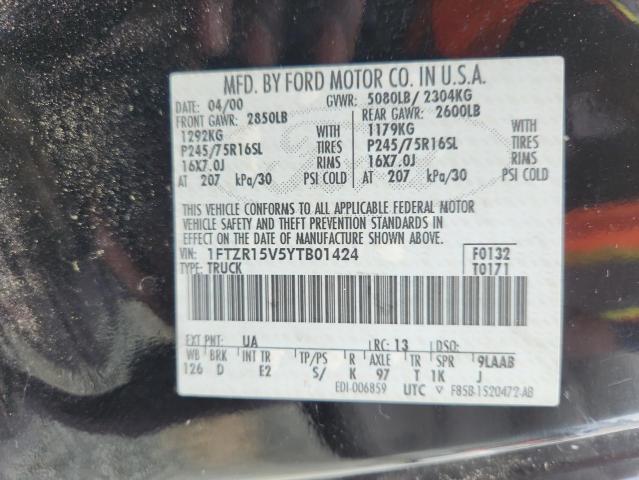 MFD. BY FORD MOTOR CO. IN U.S.A.
DATE: 04/00 GVWR: 5080LB/ 2304KG
FRONT GAWR: 2850LB REAR GAWR: 2600LB
1292KG WITH 1179KG WITH
P245/75R16SL TIRES P245/75R16SL TIRES
16X7.0J RIMS 16X7.0J RIMS
AT 207 kPa/30 PSI COLD AT 207 kPa/30 PSI COLD
THIS VEHICLE CONFORMS TO ALL APPLICABLE FEDERAL MOTOR
VEHICLE SAFETY AND THEFT PREVENTION STANDARDS IN
EFFECT ON THE DATE OF MANUFACTURE SHOWN ABOVE.
VIN: 1FTZR15V5YTB01424 F0132
TYPE: TRUCK T0171
EXT PNT: UA RC: 13 DSO:
WB BRK INT TR TP/PS R AXLE TR SPR 9LAAB
126 D E2 S/ K 97 T 1K J
EDI-006859 UTC F85B-1520472-AB